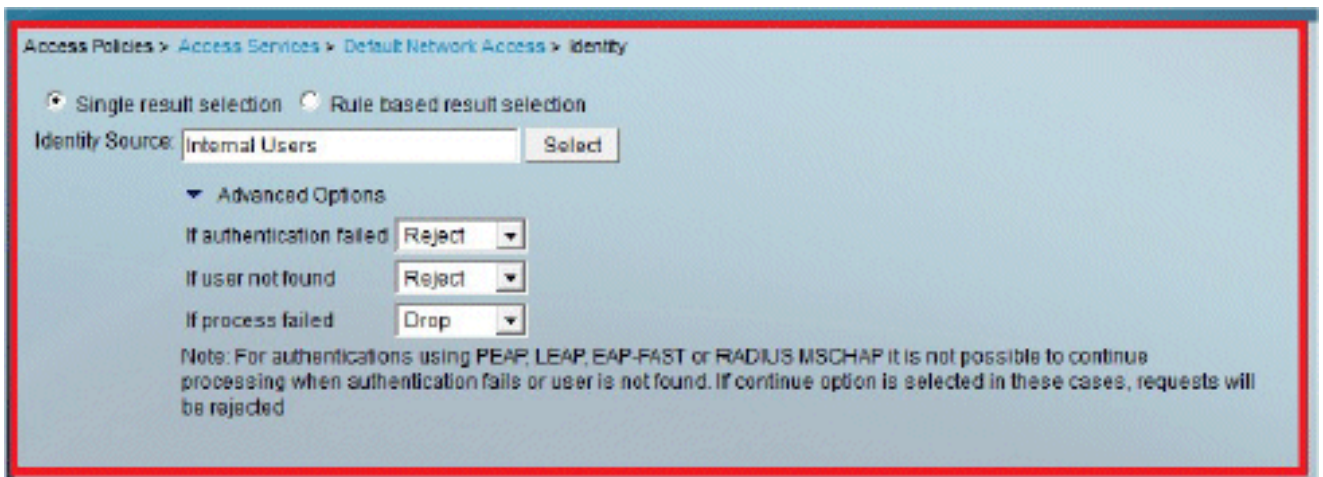 Access Policies > Access Services > Default Network Access > Identity
Single result selection Rule based result selection
Identity Source: Internal Users Select
Advanced Options
If authentication failed Reject
If user not found Reject
If process failed Drop
Note: For authentications using PEAP, LEAP, EAP-FAST or RADIUS MSCHAP it is not possible to continue
processing when authentication fails or user is not found. If continue option is selected in these cases, requests will
be rejected